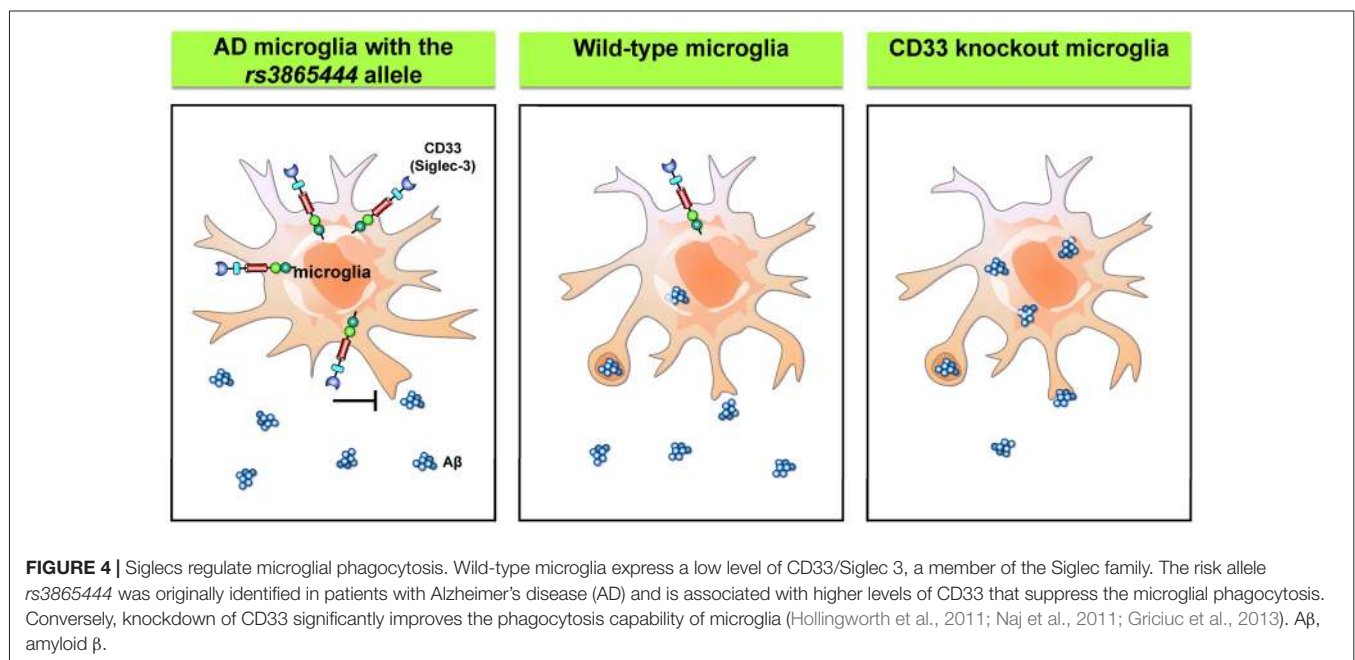 AD microglia with the
rs3865444 allele
Wild-type microglia
CD33 knockout microglia
CD33
(Siglec-3)
microglia
Aβ
FIGURE 4 | Siglecs regulate microglial phagocytosis. Wild-type microglia express a low level of CD33/Siglec 3, a member of the Siglec family. The risk allele
rs3865444 was originally identified in patients with Alzheimer's disease (AD) and is associated with higher levels of CD33 that suppress the microglial phagocytosis.
Conversely, knockdown of CD33 significantly improves the phagocytosis capability of microglia (Hollingworth et al., 2011; Naj et al., 2011; Griciuc et al., 2013). Aβ,
amyloid β.